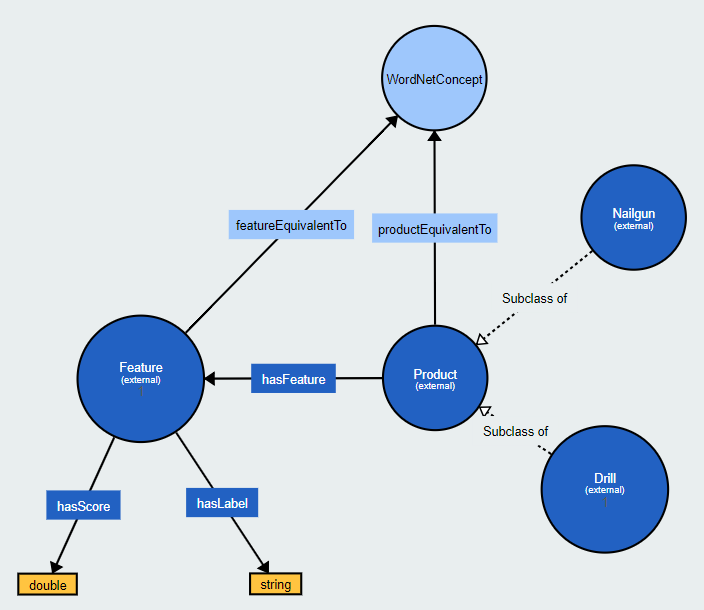 WordNetConcept
Nailgun
(external)
featureEquivalentTo
productEquivalentTo
Subclass of
Feature
(external)
hasFeature
Product
(external)
Subclass of
Drill
(external)
hasScore
hasLabel
double
string